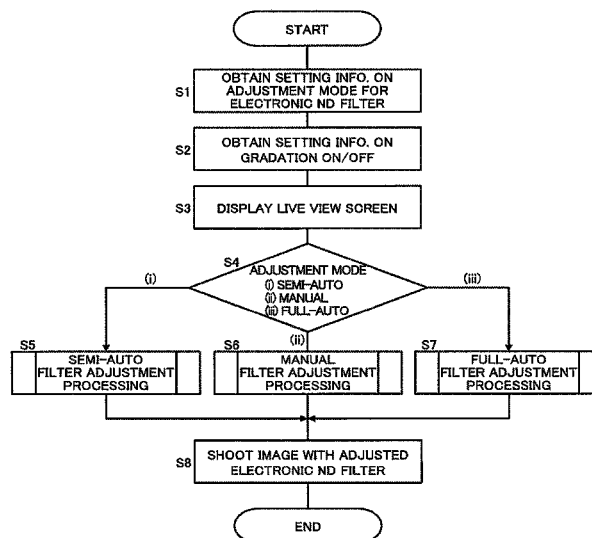 START
S1
OBTAIN SETTING INFO. ON
ADJUSTMENT MODE FOR
ELECTRONIC ND FILTER
S2
OBTAIN SETTING INFO. ON
GRADATION ON/OFF
S3
DISPLAY LIVE VIEW SCREEN
S4
ADJUSTMENT MODE
(i) SEMI-AUTO
(ii) MANUAL
(iii) FULL-AUTO
(i)
(ii)
(iii)
S5
SEMI-AUTO
FILTER ADJUSTMENT
PROCESSING
S6
MANUAL
FILTER ADJUSTMENT
PROCESSING
S7
FULL-AUTO
FILTER ADJUSTMENT
PROCESSING
S8
SHOOT IMAGE WITH ADJUSTED
ELECTRONIC ND FILTER
END